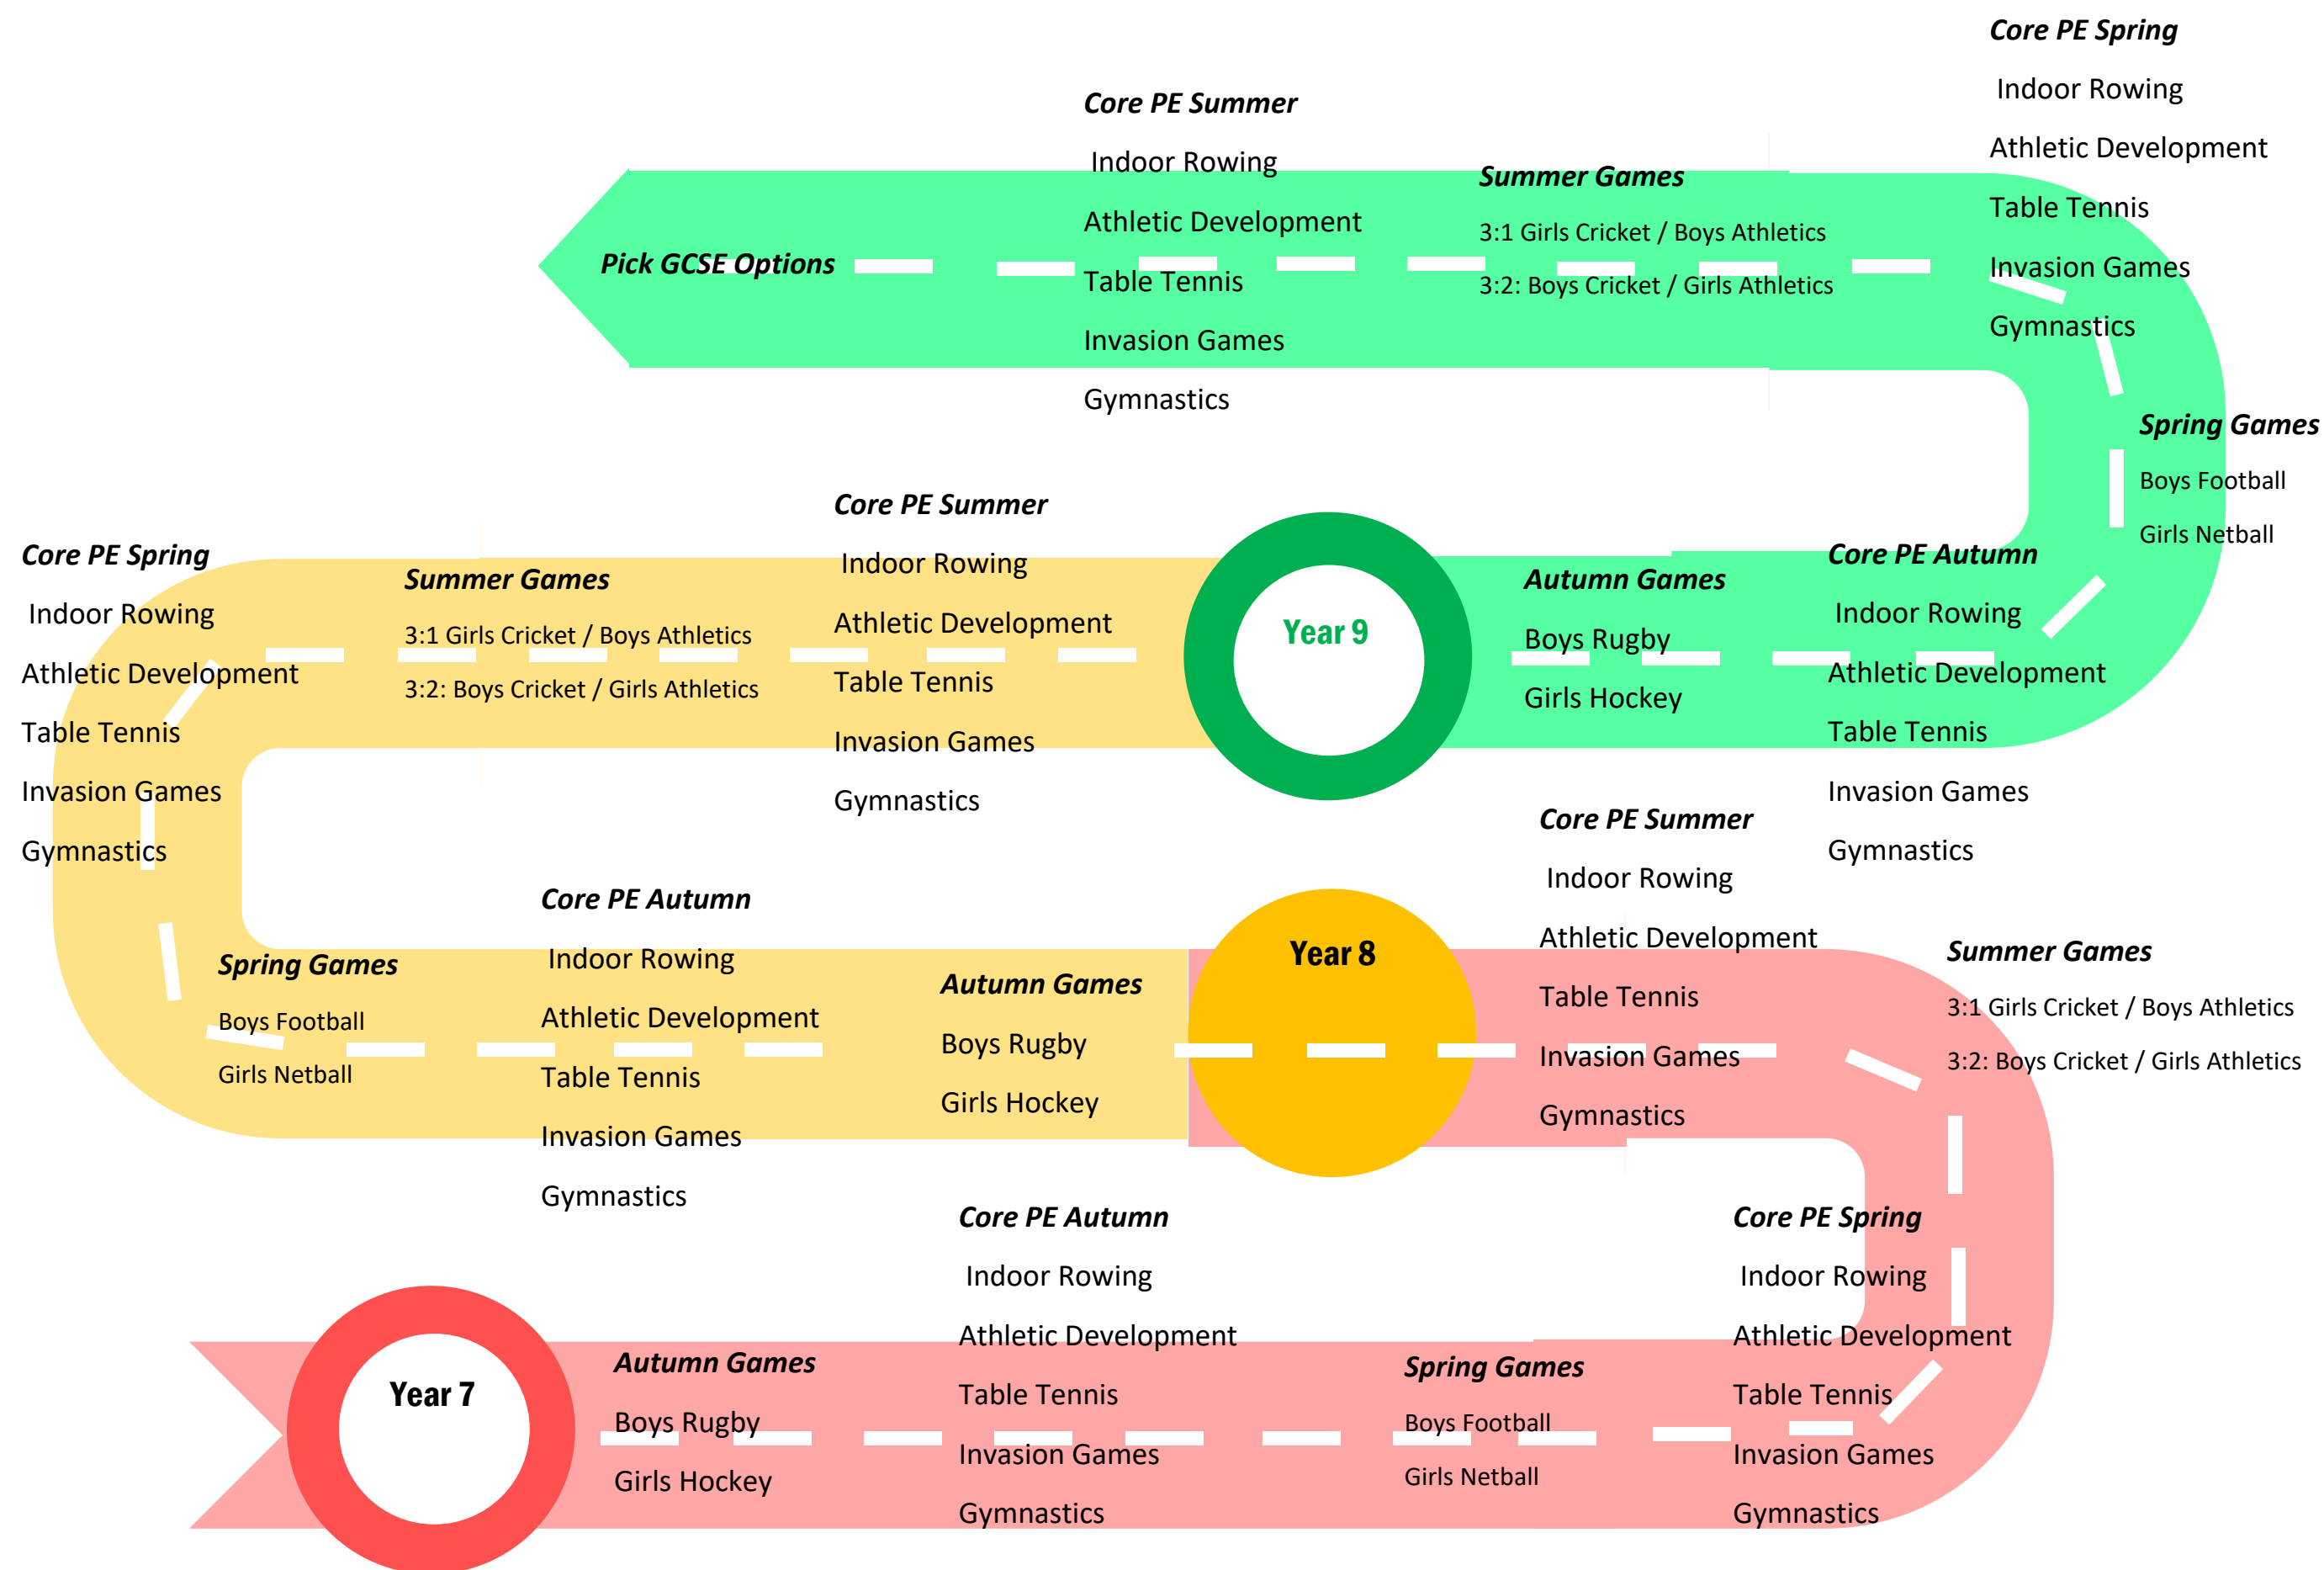 Core PE Spring
Indoor Rowing
Athletic Development
Table Tennis
Invasion Games
Gymnastics
Core PE Summer
Indoor Rowing
Athletic Development
Table Tennis
Invasion Games
Gymnastics
Summer Games
3:1 Girls Cricket / Boys Athletics
3:2: Boys Cricket / Girls Athletics
Pick GCSE Options
Spring Games
Boys Football
Girls Netball
Core PE Spring
Indoor Rowing
Athletic Development
Table Tennis
Invasion Games
Gymnastics
Summer Games
3:1 Girls Cricket / Boys Athletics
3:2: Boys Cricket / Girls Athletics
Core PE Summer
Indoor Rowing
Athletic Development
Table Tennis
Invasion Games
Gymnastics
Year 9
Autumn Games
Boys Rugby
Girls Hockey
Core PE Autumn
Indoor Rowing
Athletic Development
Table Tennis
Invasion Games
Gymnastics
Spring Games
Boys Football
Girls Netball
Core PE Autumn
Indoor Rowing
Athletic Development
Table Tennis
Invasion Games
Gymnastics
Autumn Games
Boys Rugby
Girls Hockey
Year 8
Core PE Summer
Indoor Rowing
Athletic Development
Table Tennis
Invasion Games
Gymnastics
Summer Games
3:1 Girls Cricket / Boys Athletics
3:2: Boys Cricket / Girls Athletics
Year 7
Autumn Games
Boys Rugby
Girls Hockey
Core PE Autumn
Indoor Rowing
Athletic Development
Table Tennis
Invasion Games
Gymnastics
Spring Games
Boys Football
Girls Netball
Core PE Spring
Indoor Rowing
Athletic Development
Table Tennis
Invasion Games
Gymnastics